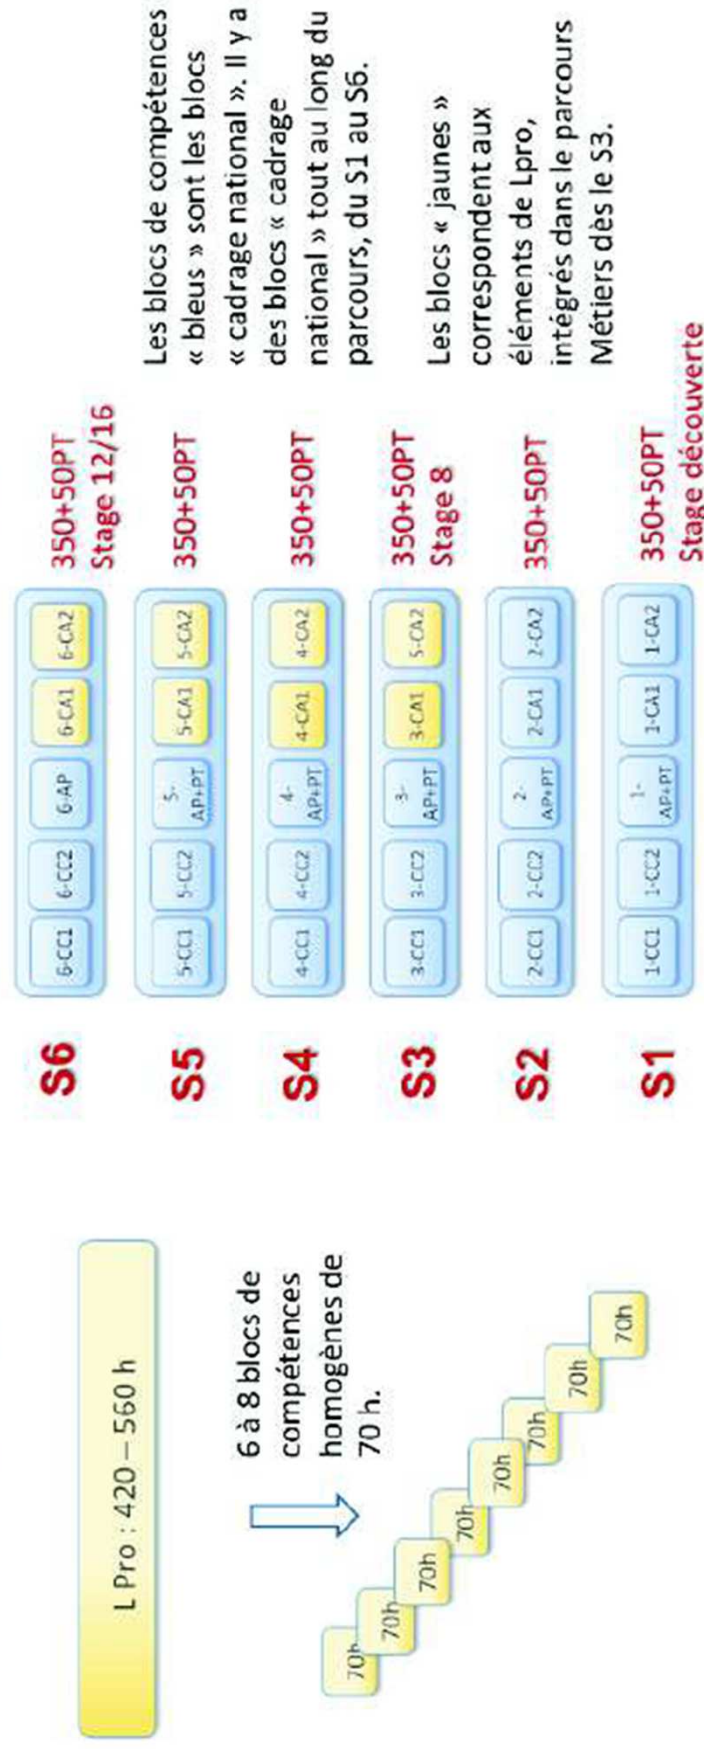 L Pro : 420 – 560 h
6 à 8 blocs de
compétences
homogènes de
70 h.
70h
70h
70h
70h
70h
70h
70h
70h
S6
6-CC1 6-CC2 6-AP 6-CA1 6-CA2
350+50PT
Stage 12/16
S5
5-CC1 5-CC2 5-
AP+PT 5-CA1 5-CA2
350+50PT
S4
4-CC1 4-CC2 4-
AP+PT 4-CA1 4-CA2
350+50PT
S3
3-CC1 3-CC2 3-
AP+PT 3-CA1 5-CA2
350+50PT
Stage 8
S2
2-CC1 2-CC2 2-
AP+PT 2-CA1 2-CA2
350+50PT
S1
1-CC1 1-CC2 1-
AP+PT 1-CA1 1-CA2
350+50PT
Stage découverte
Les blocs de compétences
« bleus » sont les blocs
« cadrage national ». Il y a
des blocs « cadrage
national » tout au long du
parcours, du S1 au S6.
Les blocs « jaunes »
correspondent aux
éléments de Lpro,
intégrés dans le parcours
Métiers dès le S3.